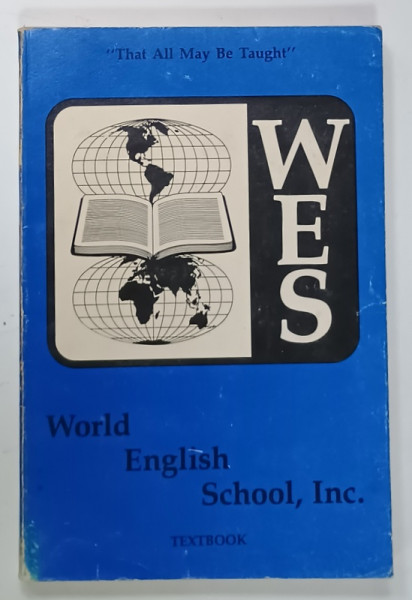 "That All May Be Taught"
WES
World
English
School, Inc.
TEXTBOOK